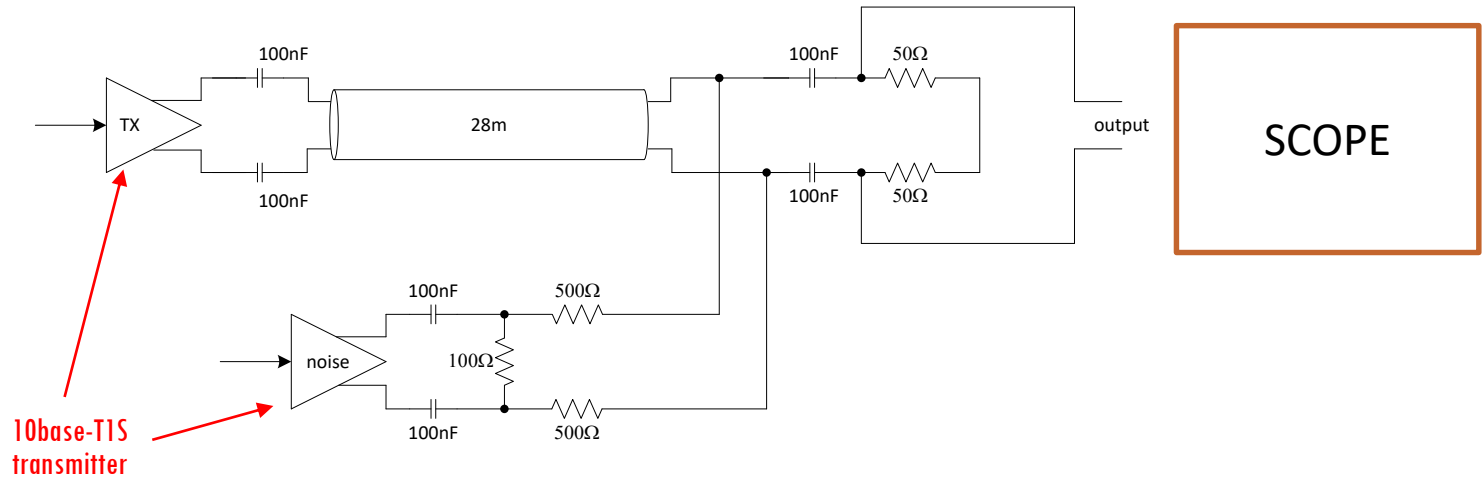 100nF
50Ω
100nF
TX
28m
output
SCOPE
100nF
100nF
50Ω
100nF
500Ω
noise
100Ω
100nF
500Ω
10base-T1S
transmitter